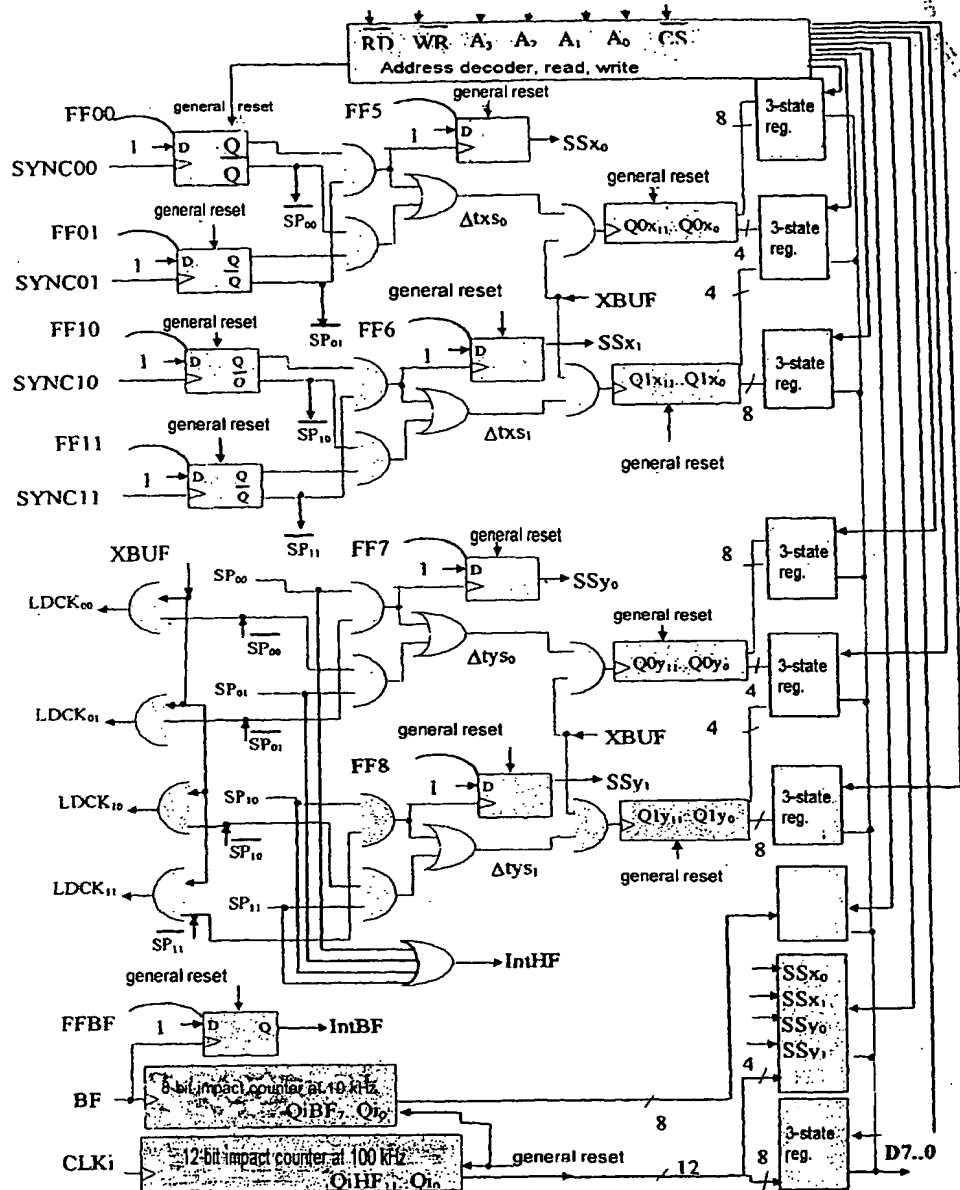 RD WR A3 A2 A1 A0 CS
Address decoder, read, write
general reset
FF00
1
D
Q
Q
SYNC00
SP00
general reset
FF5
1
D
SSx0
general reset
FF01
1
D
Q
Q
SYNC01
SP01
Δtxs0
general reset
Q0x11..Q0x0
8
3-state
reg.
4
3-state
reg.
4
XBUF
general reset
FF10
1
D
Q
Q
SYNC10
SP10
general reset
FF6
1
D
SSx1
general reset
FF11
1
D
Q
Q
SYNC11
SP11
Δtxs1
Q1x11..Q1x0
8
general reset
3-state
reg.
XBUF
LDCK00
SP00
SP00
FF7
general reset
1
D
SSy0
8
3-state
reg.
general reset
Q0y11..Q0y0
4
3-state
reg.
4
Δtys0
SP01
LDCK01
SP01
general reset
XBUF
FF8
1
D
SSy1
LDCK10
SP10
SP10
Q1y11..Q1y0
8
3-state
reg.
Δtys1
general reset
LDCK11
SP11
SP11
IntHF
general reset
FFBF
1
D
Q
IntBF
SSx0
SSx1
SSy0
SSy1
4
BF
8-bit impact counter at 10 kHz
QiBF7..Qi0
8
general reset
CLKi
12-bit impact counter at 100 kHz
QiHF11..Qi0
12
8
3-state
reg.
D7..0